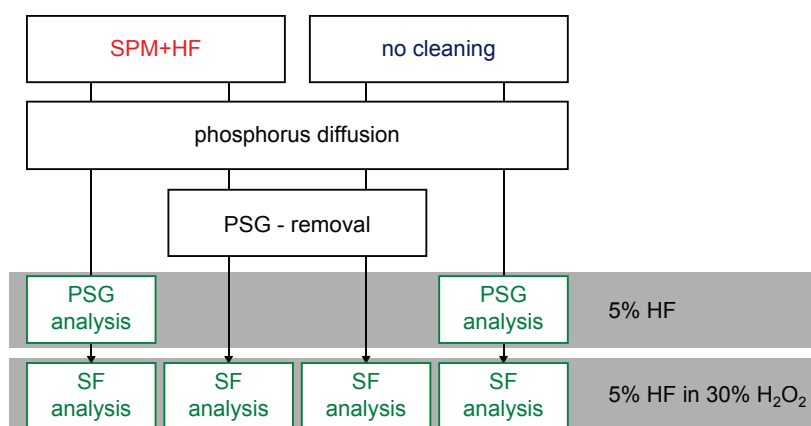 SPM+HF
no cleaning
phosphorus diffusion
PSG - removal
PSG
analysis
PSG
analysis
5% HF
SF
analysis
SF
analysis
SF
analysis
SF
analysis
5% HF in 30% H₂O₂